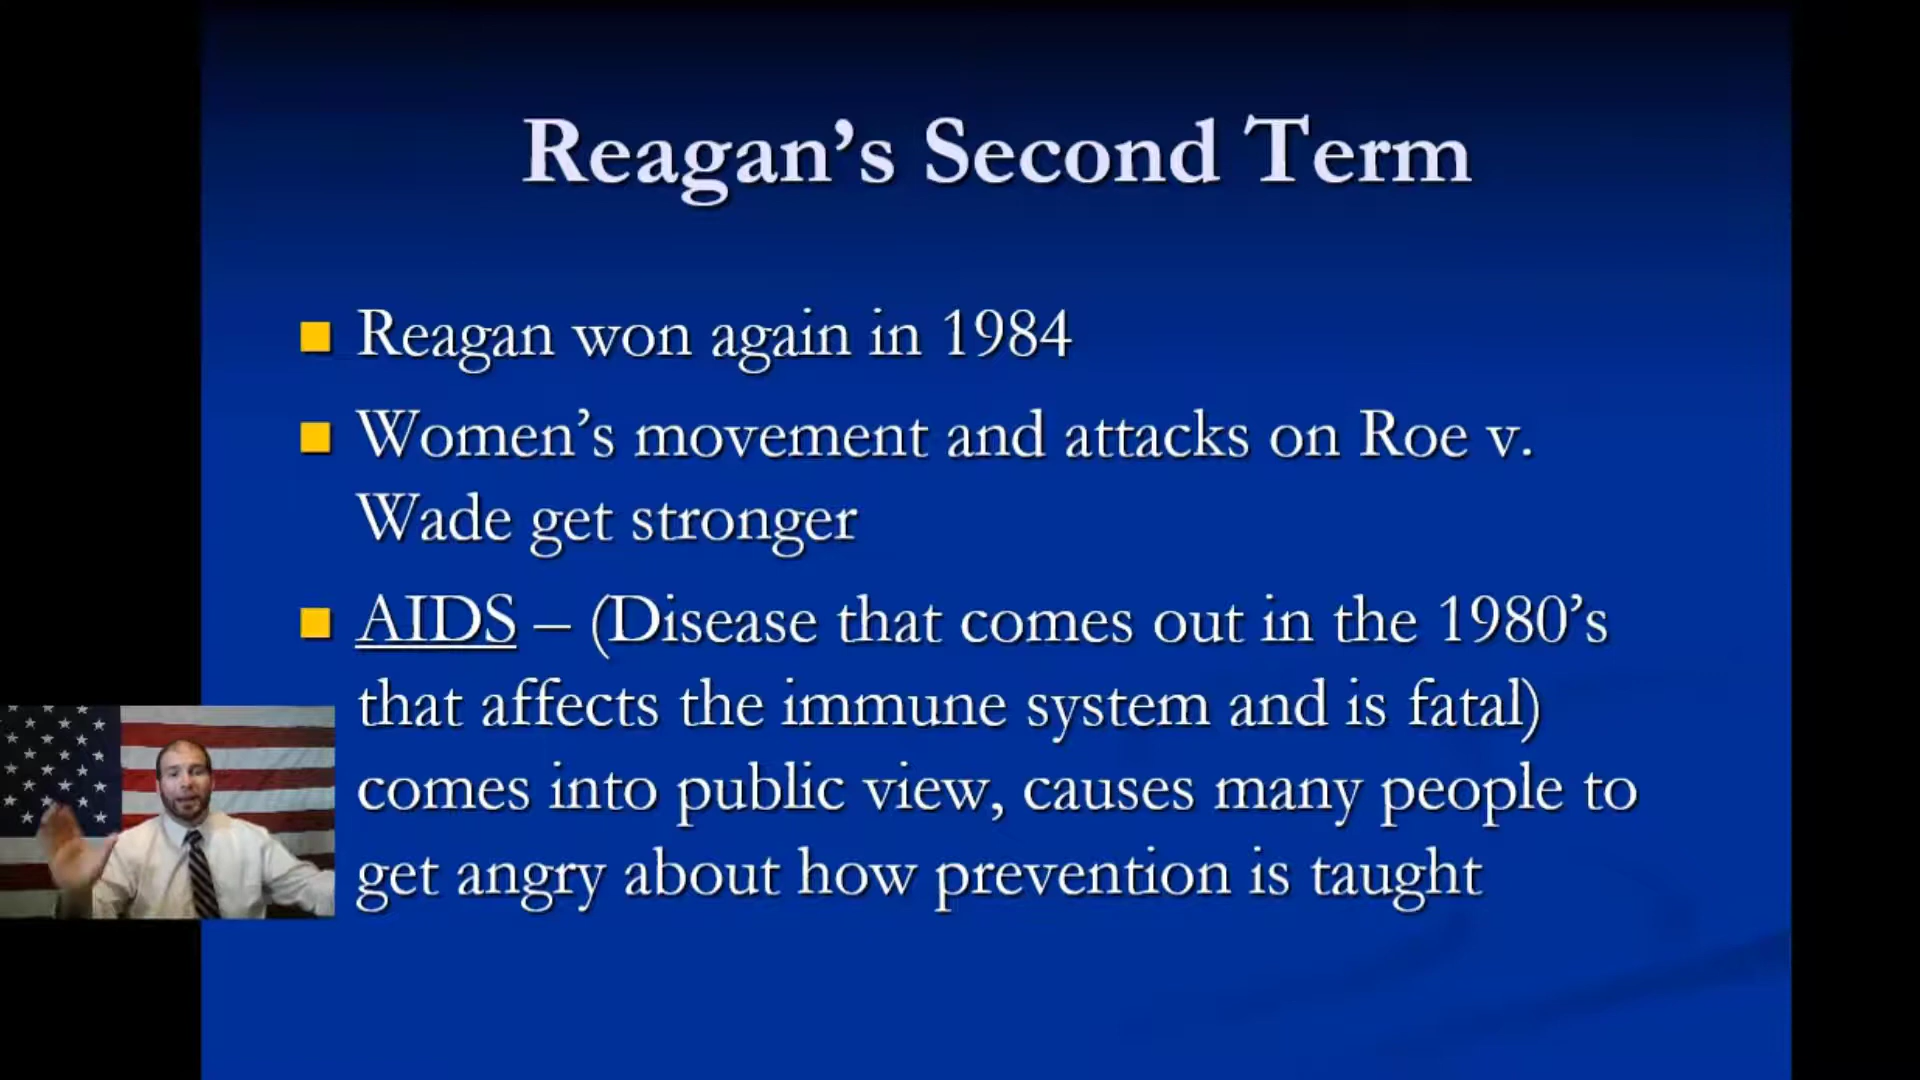 Reagan’s Second Term
Reagan won again in 1984
Women’s movement and attacks on Roe v.
Wade get stronger
AIDS – (Disease that comes out in the 1980’s
that affects the immune system and is fatal)
comes into public view, causes many people to
get angry about how prevention is taught